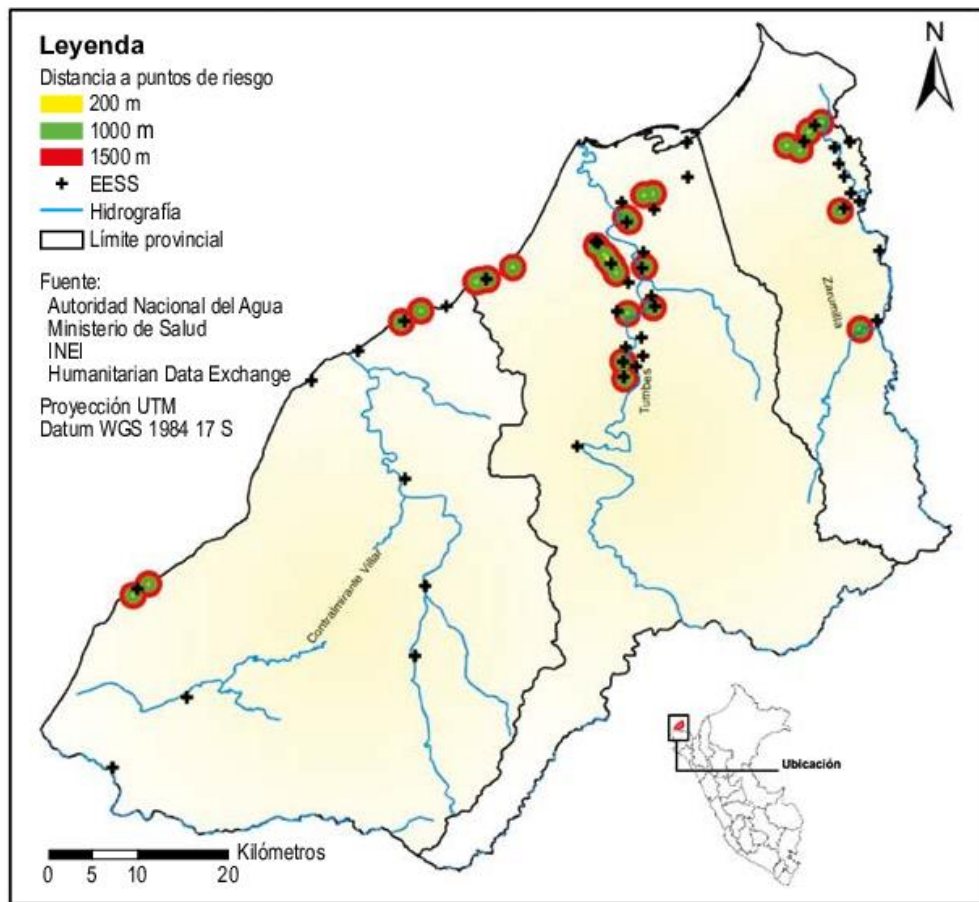 Leyenda
Distancia a puntos de riesgo
200 m
1000 m
1500 m
EESS
Hidrografía
Límite provincial
Fuente:
Autoridad Nacional del Agua
Ministerio de Salud
INEI
Humanitarian Data Exchange
Proyección UTM
Datum WGS 1984 17 S
N
Zarumilla
Tumbes
Contralmirante Villar
Ubicación
Kilómetros
0 5 10 20